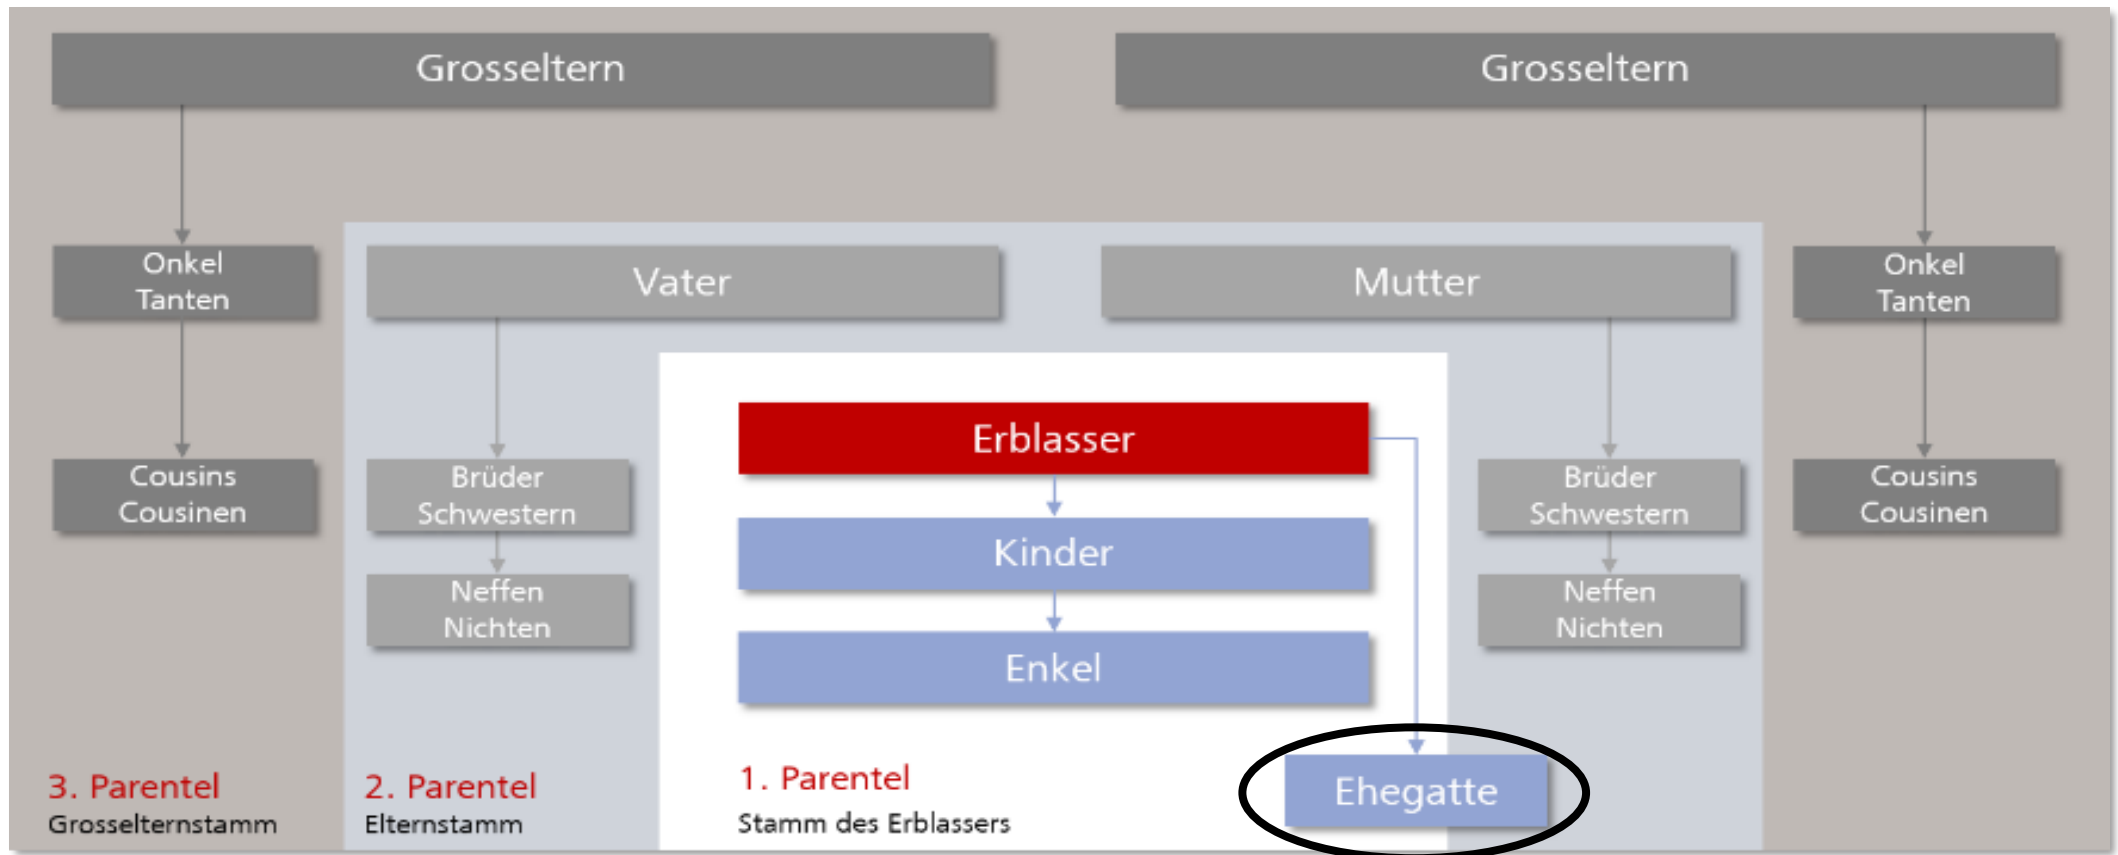 Grosseltern
Grosseltern
Onkel
Tanten
Vater
Mutter
Onkel
Tanten
Erblasser
Cousins
Cousinen
Brüder
Schwestern
Kinder
Brüder
Schwestern
Cousins
Cousinen
Neffen
Nichten
Enkel
Neffen
Nichten
3. Parentel
Grosselternstamm
2. Parentel
Elternstamm
1. Parentel
Stamm des Erblassers
Ehegatte